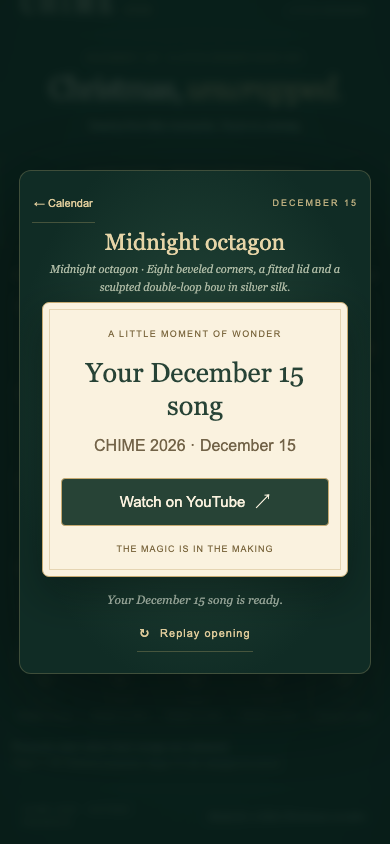 ← Calendar
DECEMBER 15
Midnight octagon
Midnight octagon · Eight beveled corners, a fitted lid and a
sculpted double-loop bow in silver silk.
A LITTLE MOMENT OF WONDER
Your December 15
song
CHIME 2026 · December 15
Watch on YouTube ↗
THE MAGIC IS IN THE MAKING
Your December 15 song is ready.
↻ Replay opening